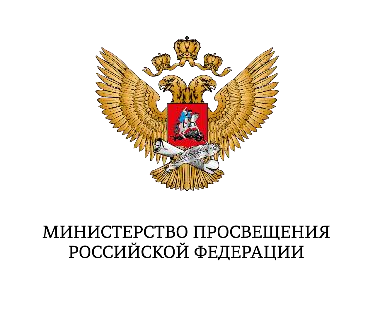 МИНИСТЕРСТВО ПРОСВЕЩЕНИЯ
РОССИЙСКОЙ ФЕДЕРАЦИИ